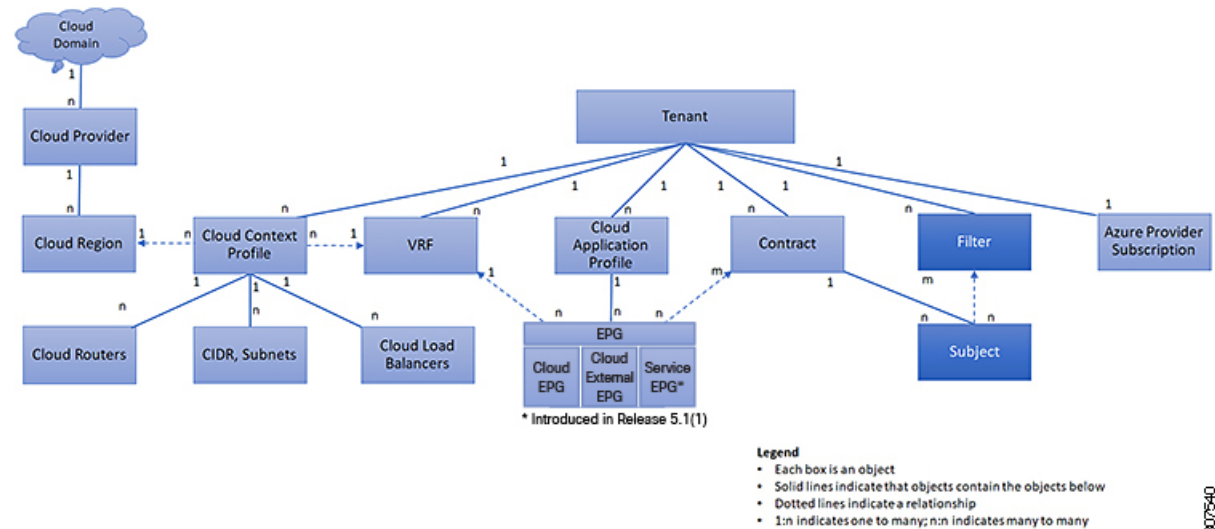 Cloud
Domain
1
n
Cloud Provider
1
n
Cloud Region
Tenant
1
1
1
1
1
1
n
n
n
n
n
1
1
n
Cloud Context
Profile
n
1
VRF
Cloud
Application
Profile
Contract
Filter
Azure Provider
Subscription
1
1
1
n
n
n
Cloud Routers
CIDR, Subnets
Cloud Load
Balancers
1
n
1
n
m
n
EPG
Cloud
EPG
Cloud
External
EPG
Service
EPG*
* Introduced in Release 5.1(1)
1
n
m
n
Subject
Legend
• Each box is an object
• Solid lines indicate that objects contain the objects below
• Dotted lines indicate a relationship
• 1:n indicates one to many; n:n indicates many to many